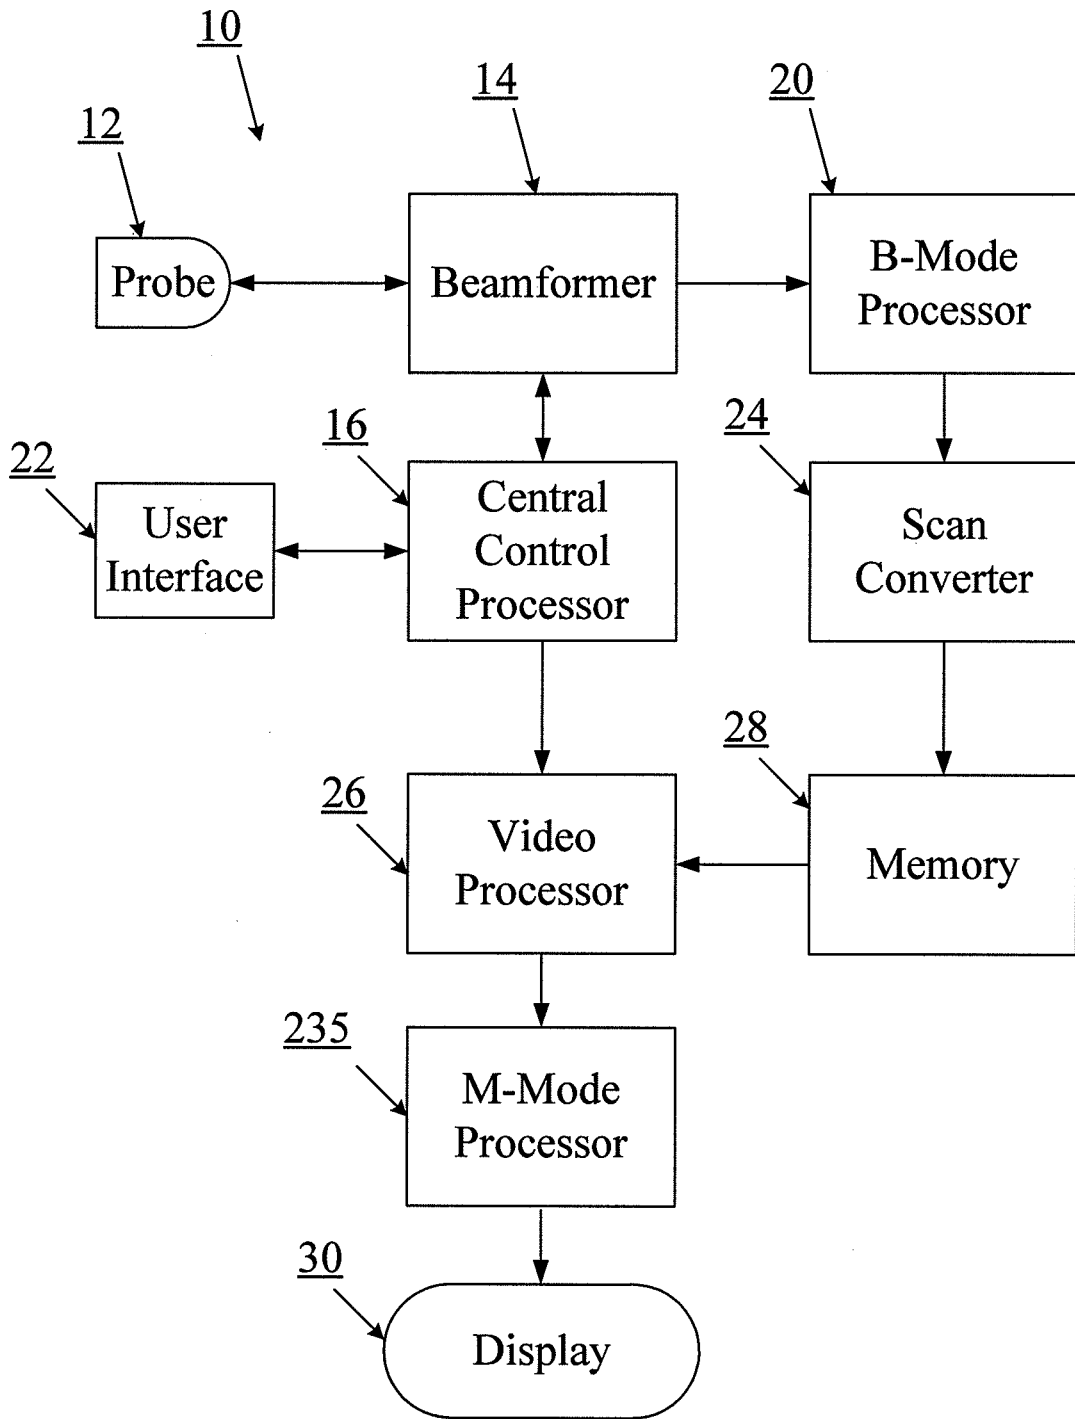 10
12
14
20
Probe
Beamformer
B-Mode
Processor
22
16
24
User
Interface
Central
Control
Processor
Scan
Converter
26
28
Video
Processor
Memory
235
M-Mode
Processor
30
Display